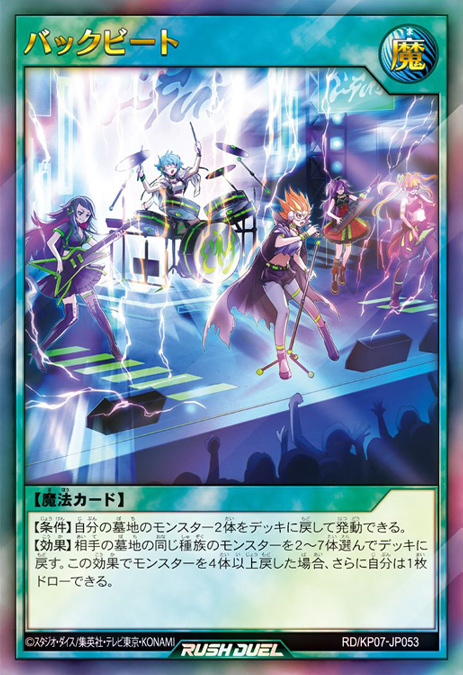 バックビート
魔
【魔法カード】
【条件】自分の墓地のモンスター2体をデッキに戻して発動できる。
【効果】相手の墓地の同じ種族のモンスターを2～7体選んでデッキに
戻す。この効果でモンスターを4体以上戻した場合、さらに自分は1枚
ドローできる。
©スタジオ・ダイス/集英社・テレビ東京・KONAMI
RUSH DUEL
RD/KP07-JP053